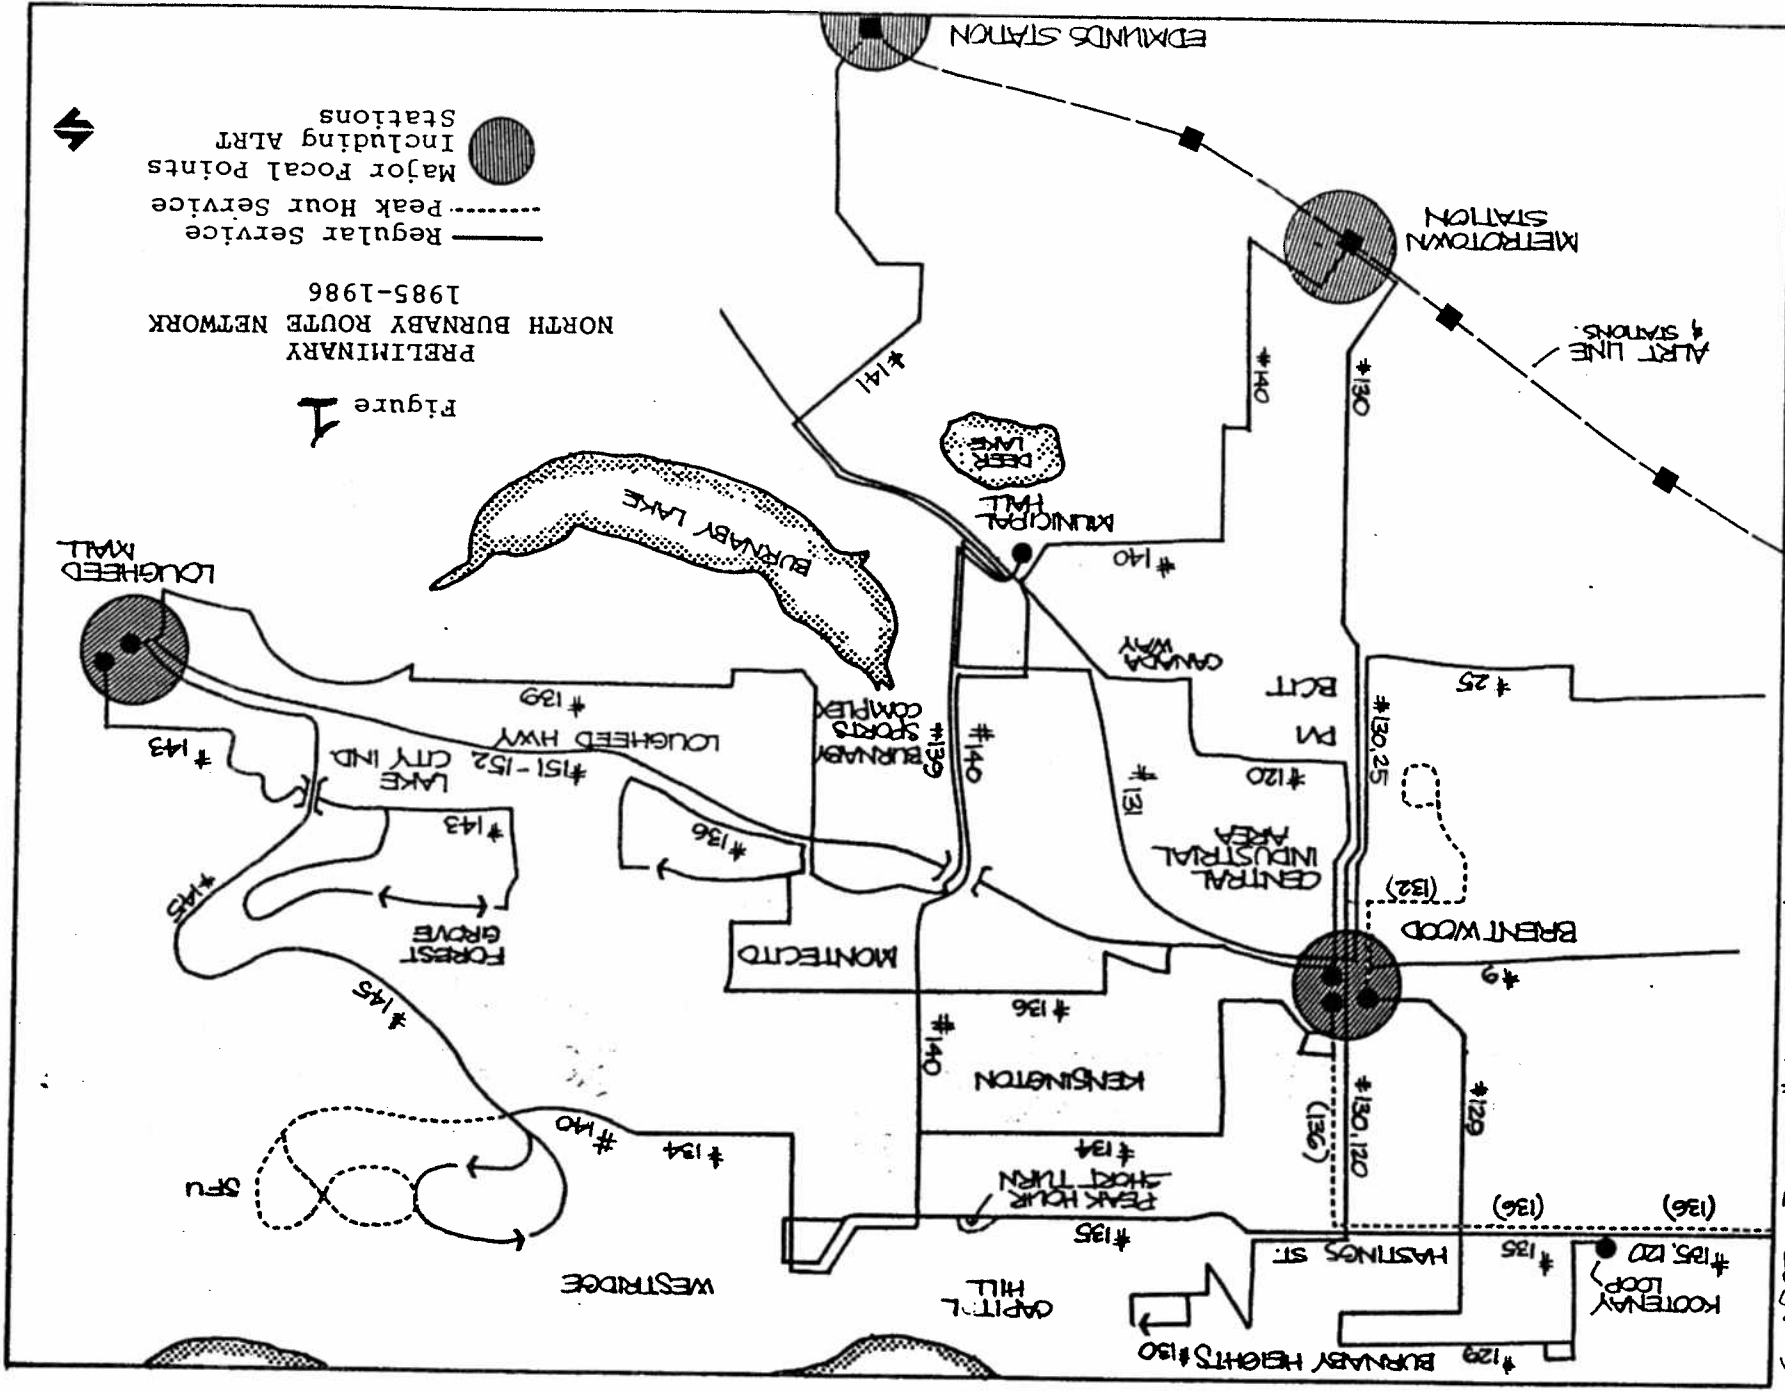 KOOTENAY
LOOP
#129
BURNABY HEIGHTS #130
CAPIT'L
HILL
WESTRIDGE
#135,120
#135
HASTINGS ST.
(136)
(136)
#135
PEAK HOUR
SHORT TURN
#134
#134
#140
SFU
#129
#130,120
(136)
KENSINGTON
#140
#136
#145
#9
BRENTWOOD
MONTECITO
FOREST
GROVE
(132)
CENTRAL
INDUSTRIAL
AREA
#136
#145
#143
#120
#131
#140
#139
BURNABY
SPORTS
COMPLEX
#151-152
LOUGHEED HWY
LAKE
CITY IND
#143
PVI
BCIT
#130,25
#25
CANADA
WAY
#139
LOUGHEED
MALL
#140
MUNICIPAL
HALL
DEER
LAKE
BURNABY LAKE
ALRT LINE
& STATIONS.
#130
#140
#141
METROTOWN
STATION
EDMUNDS STATION
Figure 1
PRELIMINARY
NORTH BURNABY ROUTE NETWORK
1985-1986
Regular Service
Peak Hour Service
Major Focal Points
Including ALRT
Stations